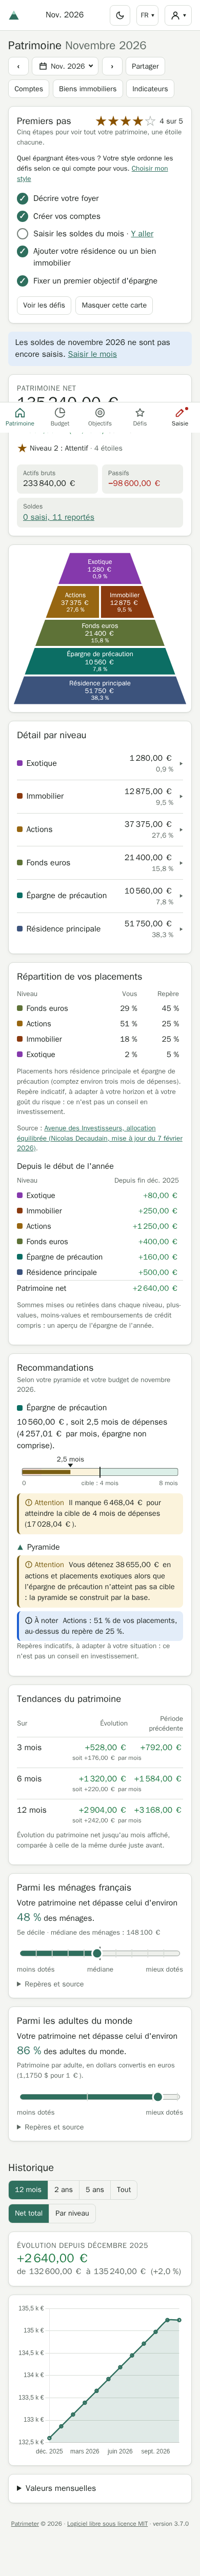 Nov. 2026
FR ▾
Patrimoine Novembre 2026
‹
Nov. 2026
›
Partager
Comptes
Biens immobiliers
Indicateurs
Premiers pas
4 sur 5
Cinq étapes pour voir tout votre patrimoine, une étoile
chacune.
Quel épargnant êtes-vous ? Votre style ordonne les
défis selon ce qui compte pour vous. Choisir mon
style
Décrire votre foyer
Créer vos comptes
Saisir les soldes du mois · Y aller
Ajouter votre résidence ou un bien
immobilier
Fixer un premier objectif d'épargne
Voir les défis
Masquer cette carte
Les soldes de novembre 2026 ne sont pas
encore saisis. Saisir le mois
PATRIMOINE NET
Patrimoine
Budget
Objectifs
Défis
Saisie
Niveau 2 : Attentif · 4 étoiles
Actifs bruts
233 840,00 €
Passifs
−98 600,00 €
Soldes
0 saisi, 11 reportés
Exotique
1 280 €
0,9 %
Actions
37 375 €
27,6 %
Immobilier
12 875 €
9,5 %
Fonds euros
21 400 €
15,8 %
Épargne de précaution
10 560 €
7,8 %
Résidence principale
51 750 €
38,3 %
Détail par niveau
Exotique
1 280,00 €
0,9 %
Immobilier
12 875,00 €
9,5 %
Actions
37 375,00 €
27,6 %
Fonds euros
21 400,00 €
15,8 %
Épargne de précaution
10 560,00 €
7,8 %
Résidence principale
51 750,00 €
38,3 %
Répartition de vos placements
Niveau Vous Repère
Fonds euros 29 % 45 %
Actions 51 % 25 %
Immobilier 18 % 25 %
Exotique 2 % 5 %
Placements hors résidence principale et épargne de
précaution (comptez environ trois mois de dépenses).
Repère indicatif, à adapter à votre horizon et à votre
goût du risque : ce n'est pas un conseil en
investissement.
Source : Avenue des Investisseurs, allocation
équilibrée (Nicolas Decaudain, mise à jour du 7 février
2026).
Depuis le début de l'année
Niveau Depuis fin déc. 2025
Exotique +80,00 €
Immobilier +250,00 €
Actions +1 250,00 €
Fonds euros +400,00 €
Épargne de précaution +160,00 €
Résidence principale +500,00 €
Patrimoine net +2 640,00 €
Sommes mises ou retirées dans chaque niveau, plus-
values, moins-values et remboursements de crédit
compris : un aperçu de l'épargne de l'année.
Recommandations
Selon votre pyramide et votre budget de novembre
2026.
Épargne de précaution
10 560,00 € , soit 2,5 mois de dépenses
(4 257,01 € par mois, épargne non
comprise).
2,5 mois
0 cible : 4 mois 8 mois
Attention Il manque 6 468,04 € pour
atteindre la cible de 4 mois de dépenses
(17 028,04 €).
Pyramide
Attention Vous détenez 38 655,00 € en
actions et placements exotiques alors que
l'épargne de précaution n'atteint pas sa cible
: la pyramide se construit par la base.
À noter Actions : 51 % de vos placements,
au-dessus du repère de 25 %.
Repères indicatifs, à adapter à votre situation : ce
n'est pas un conseil en investissement.
Tendances du patrimoine
Sur Évolution Période
précédente
3 mois +528,00 € +792,00 €
soit +176,00 € par mois
6 mois +1 320,00 € +1 584,00 €
soit +220,00 € par mois
12 mois +2 904,00 € +3 168,00 €
soit +242,00 € par mois
Évolution du patrimoine net jusqu'au mois affiché,
comparée à celle de la même durée juste avant.
Parmi les ménages français
Votre patrimoine net dépasse celui d'environ
48 % des ménages.
5e décile · médiane des ménages : 148 100 €
moins dotés médiane mieux dotés
▸ Repères et source
Parmi les adultes du monde
Votre patrimoine net dépasse celui d'environ
86 % des adultes du monde.
Patrimoine par adulte, en dollars convertis en euros
(1,1750 $ pour 1 €).
moins dotés mieux dotés
▸ Repères et source
Historique
12 mois
2 ans
5 ans
Tout
Net total
Par niveau
ÉVOLUTION DEPUIS DÉCEMBRE 2025
+2 640,00 €
de 132 600,00 € à 135 240,00 € (+2,0 %)
135,5 k €
135 k €
134,5 k €
134 k €
133,5 k €
133 k €
132,5 k €
déc. 2025 mars 2026 juin 2026 sept. 2026
▸ Valeurs mensuelles
Patrimeter © 2026 · Logiciel libre sous licence MIT · version 3.7.0